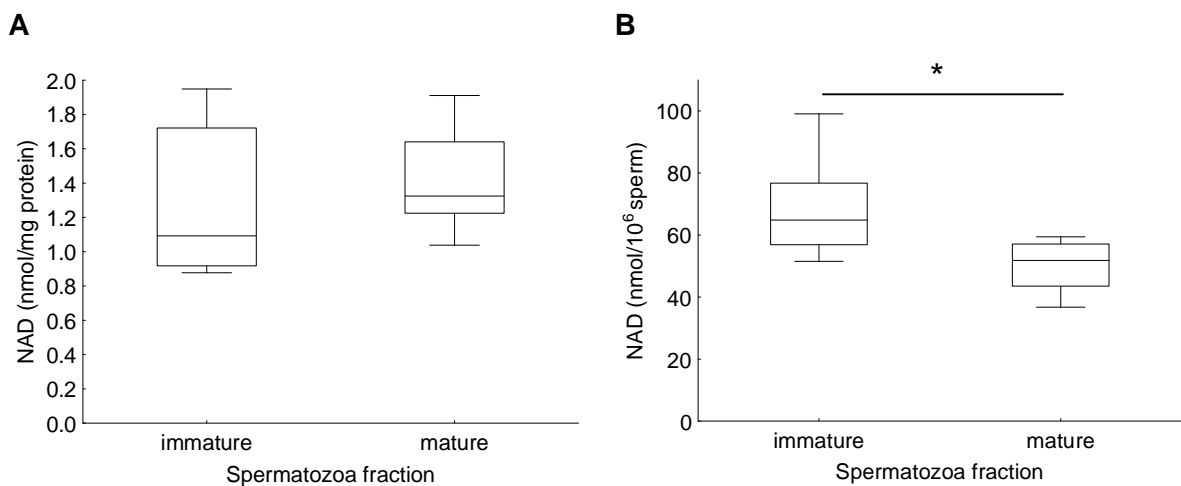 A
NAD (nmol/mg protein)
2.0
1.8
1.6
1.4
1.2
1.0
0.8
0.6
0.4
0.2
0.0
immature
mature
Spermatozoa fraction
B
*
NAD (nmol/10⁶ sperm)
100
80
60
40
20
0
immature
mature
Spermatozoa fraction